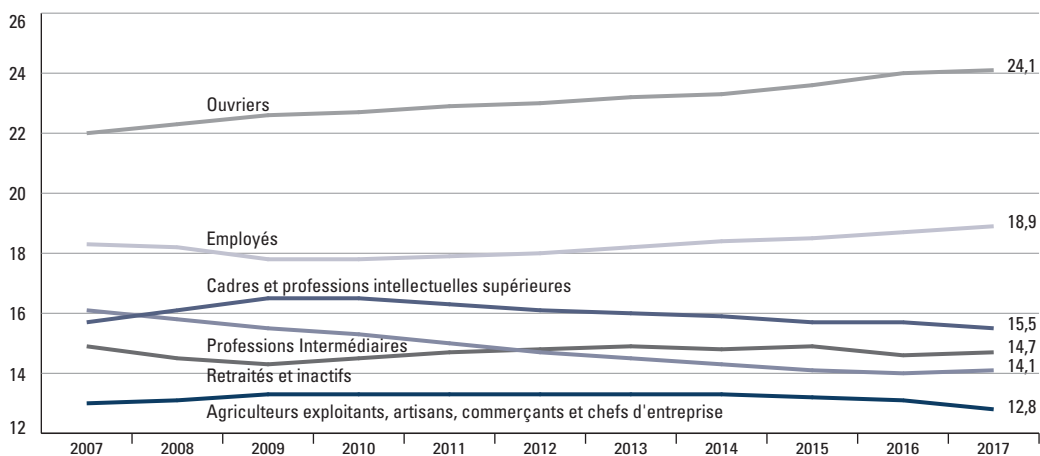 26
24
24,1
Ouvriers
22
20
18,9
Employés
18
Cadres et professions intellectuelles supérieures
16
15,5
Professions Intermédiaires
14,7
14,1
14
Retraités et inactifs
12,8
Agriculteurs exploitants, artisans, commerçants et chefs d'entreprise
12
2007 2008 2009 2010 2011 2012 2013 2014 2015 2016 2017